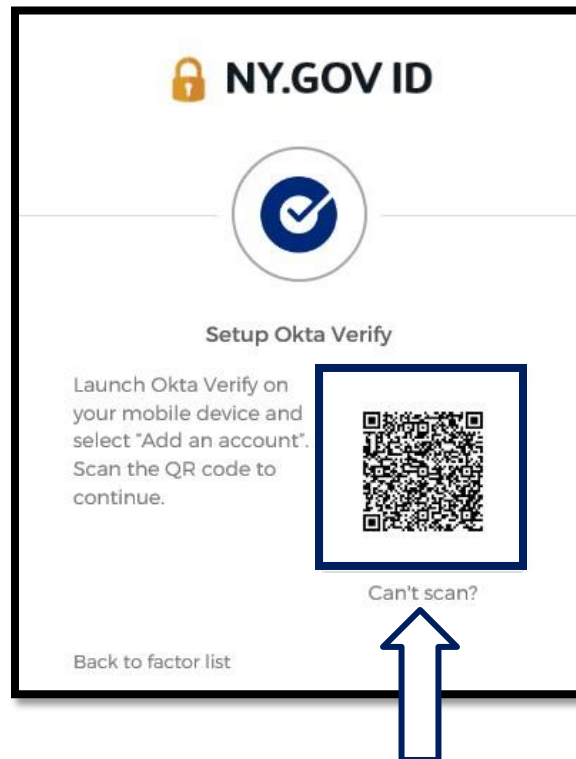 NY.GOV ID
Setup Okta Verify
Launch Okta Verify on
your mobile device and
select "Add an account".
Scan the QR code to
continue.
Can't scan?
Back to factor list